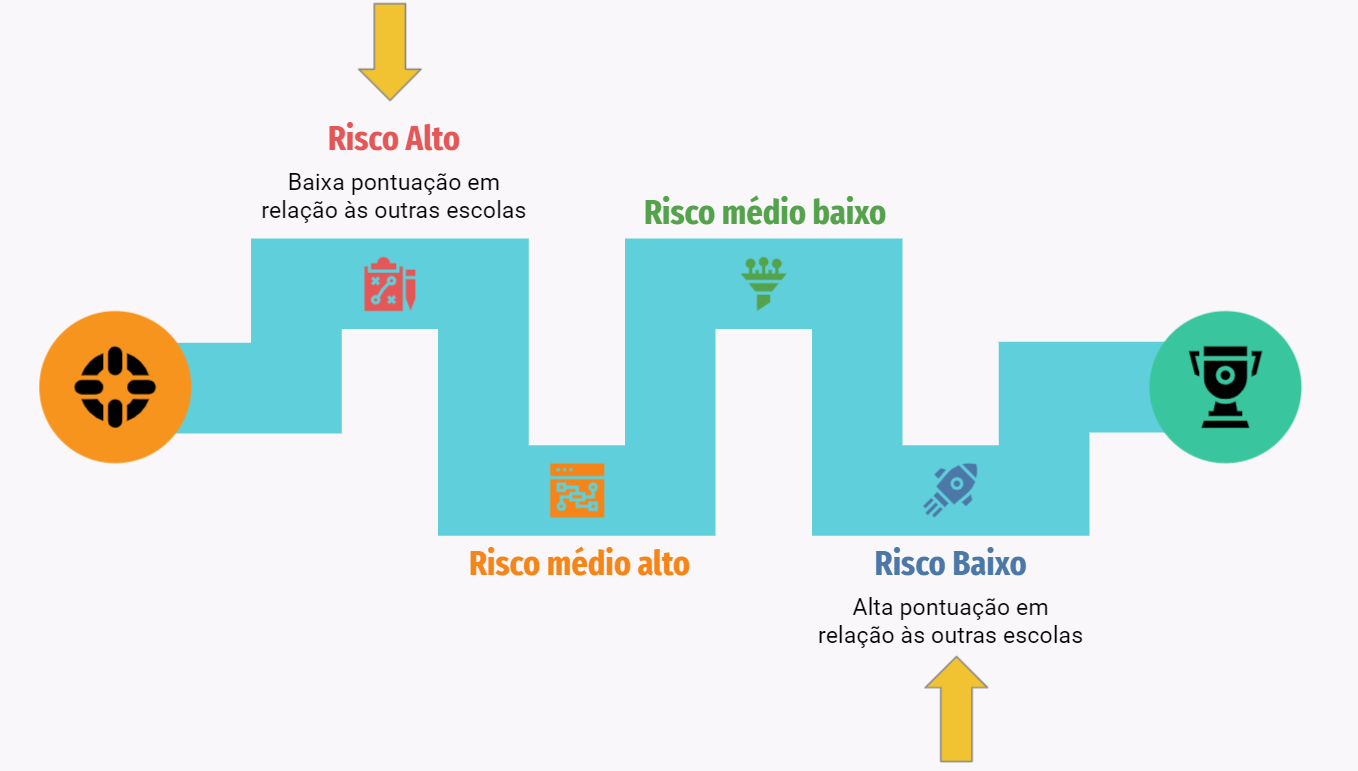 Risco Alto
Baixa pontuação em
relação às outras escolas
Risco médio baixo
Risco médio alto
Risco Baixo
Alta pontuação em
relação às outras escolas